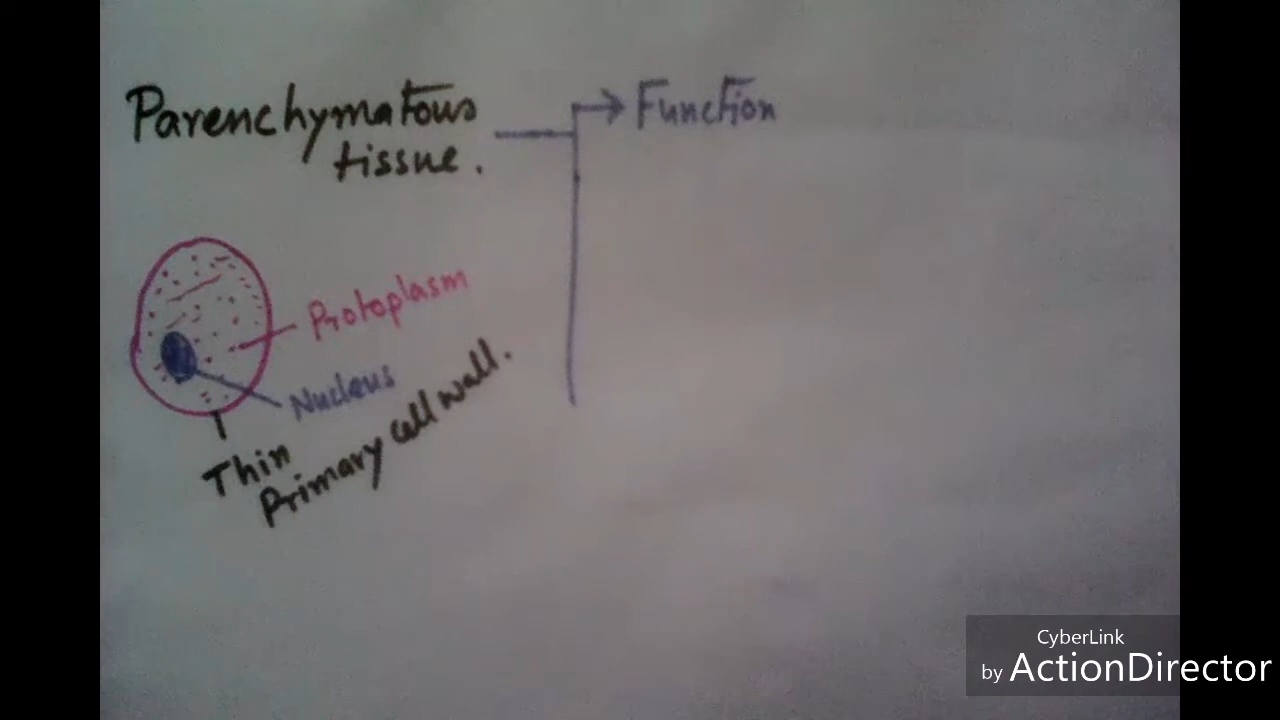 Parenchymatous
tissue.
Function
Protoplasm
Nucleus
Thin
Primary cell wall.
CyberLink
by ActionDirector